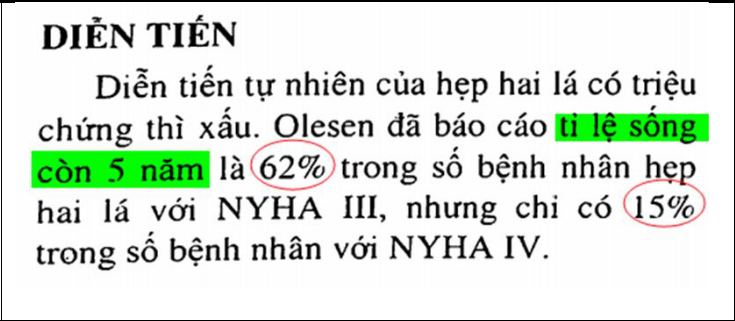 DIỄN TIẾN
Diễn tiến tự nhiên của hẹp hai lá có triệu
chứng thì xấu. Olesen đã báo cáo tỉ lệ sống
còn 5 năm là 62% trong số bệnh nhân hẹp
hai lá với NYHA III, nhưng chỉ có 15%
trong số bệnh nhân với NYHA IV.